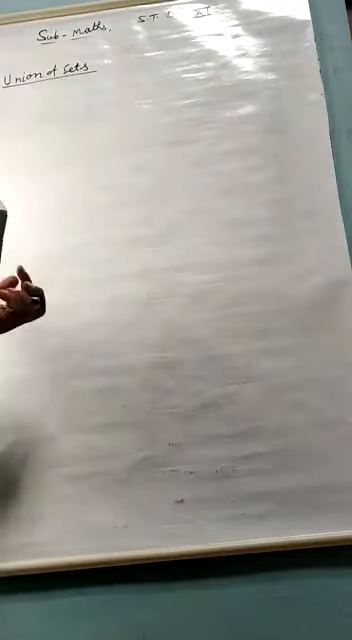 Sub - Maths, S.T.D XI
Union of Sets